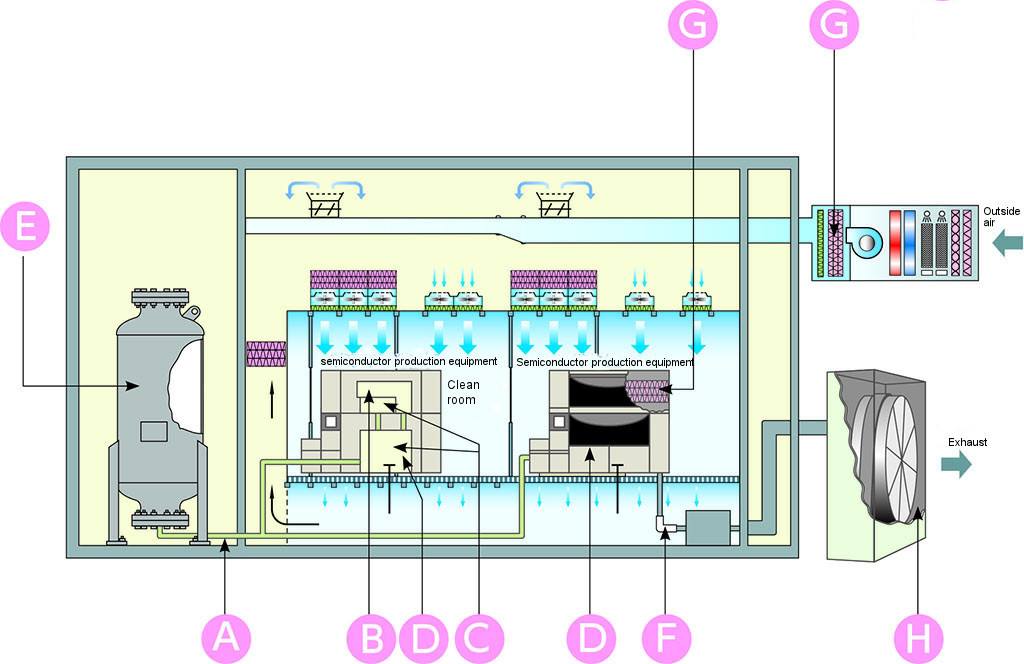 G
G
E
Outside
air
semiconductor production equipment
Semiconductor production equipment
Clean
room
Exhaust
A
B
D
C
D
F
H